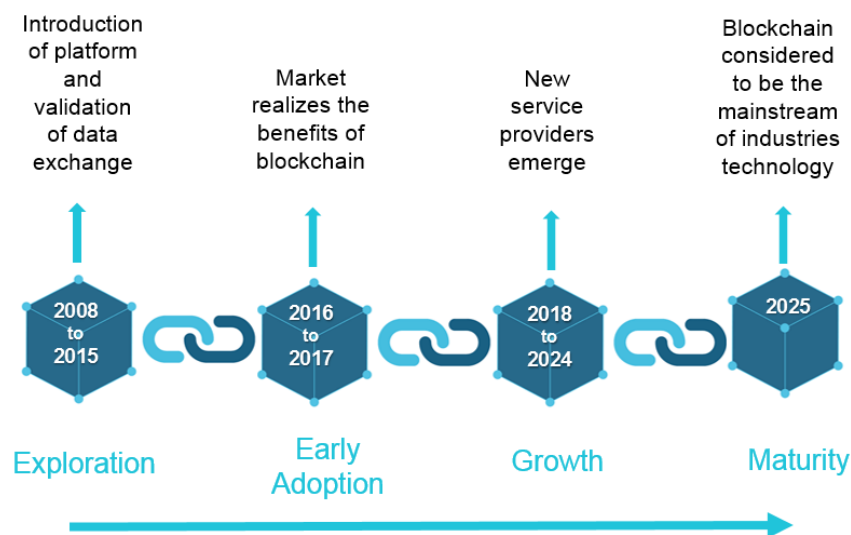 Introduction
of platform
and
validation
of data
exchange
Market
realizes the
benefits of
blockchain
New
service
providers
emerge
Blockchain
considered
to be the
mainstream
of industries
technology
2008
to
2015
2016
to
2017
2018
to
2024
2025
Exploration
Early
Adoption
Growth
Maturity